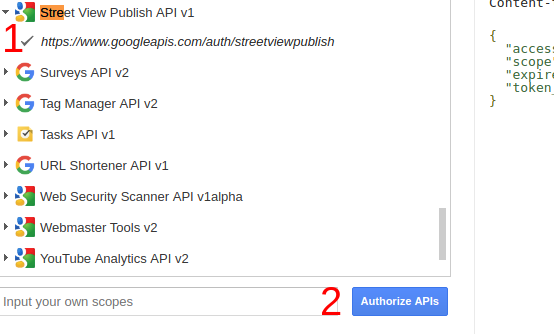 Street View Publish API v1
1
https://www.googleapis.com/auth/streetviewpublish
Surveys API v2
Tag Manager API v2
Tasks API v1
URL Shortener API v1
Web Security Scanner API v1alpha
Webmaster Tools v2
YouTube Analytics API v2
Input your own scopes
2
Authorize APIs
Content-
{
"access
"scope"
"expire
"token_
}